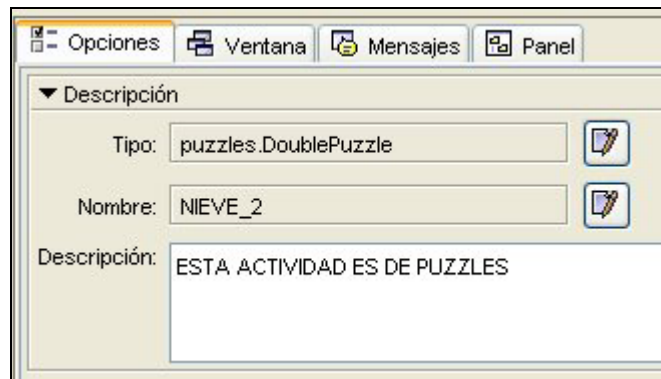 Opciones Ventana Mensajes Panel
Descripción
Tipo: puzzles.DoublePuzzle
Nombre: NIEVE_2
Descripción: ESTA ACTIVIDAD ES DE PUZZLES